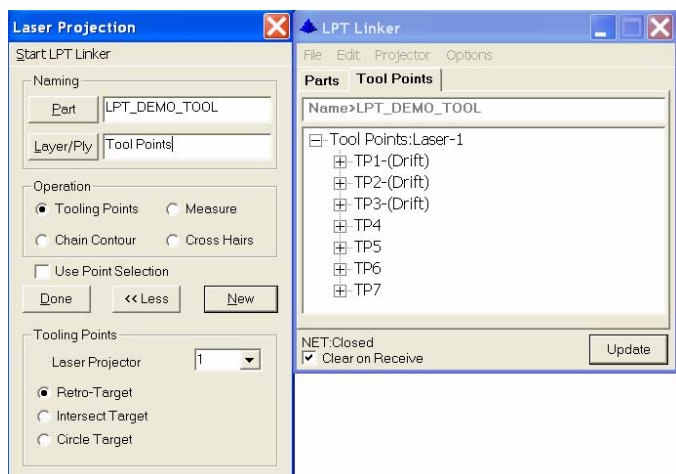 Laser Projection
Start LPT Linker
Naming
Part LPT_DEMO_TOOL
Layer/Ply Tool Points
Operation
Tooling Points Measure
Chain Contour Cross Hairs
Use Point Selection
Done << Less New
Tooling Points
Laser Projector 1
Retro-Target
Intersect Target
Circle Target
LPT Linker
File Edit Projector Options
Parts Tool Points
Name>LPT_DEMO_TOOL
Tool Points:Laser-1
TP1-(Drift)
TP2-(Drift)
TP3-(Drift)
TP4
TP5
TP6
TP7
NET:Closed
Clear on Receive
Update